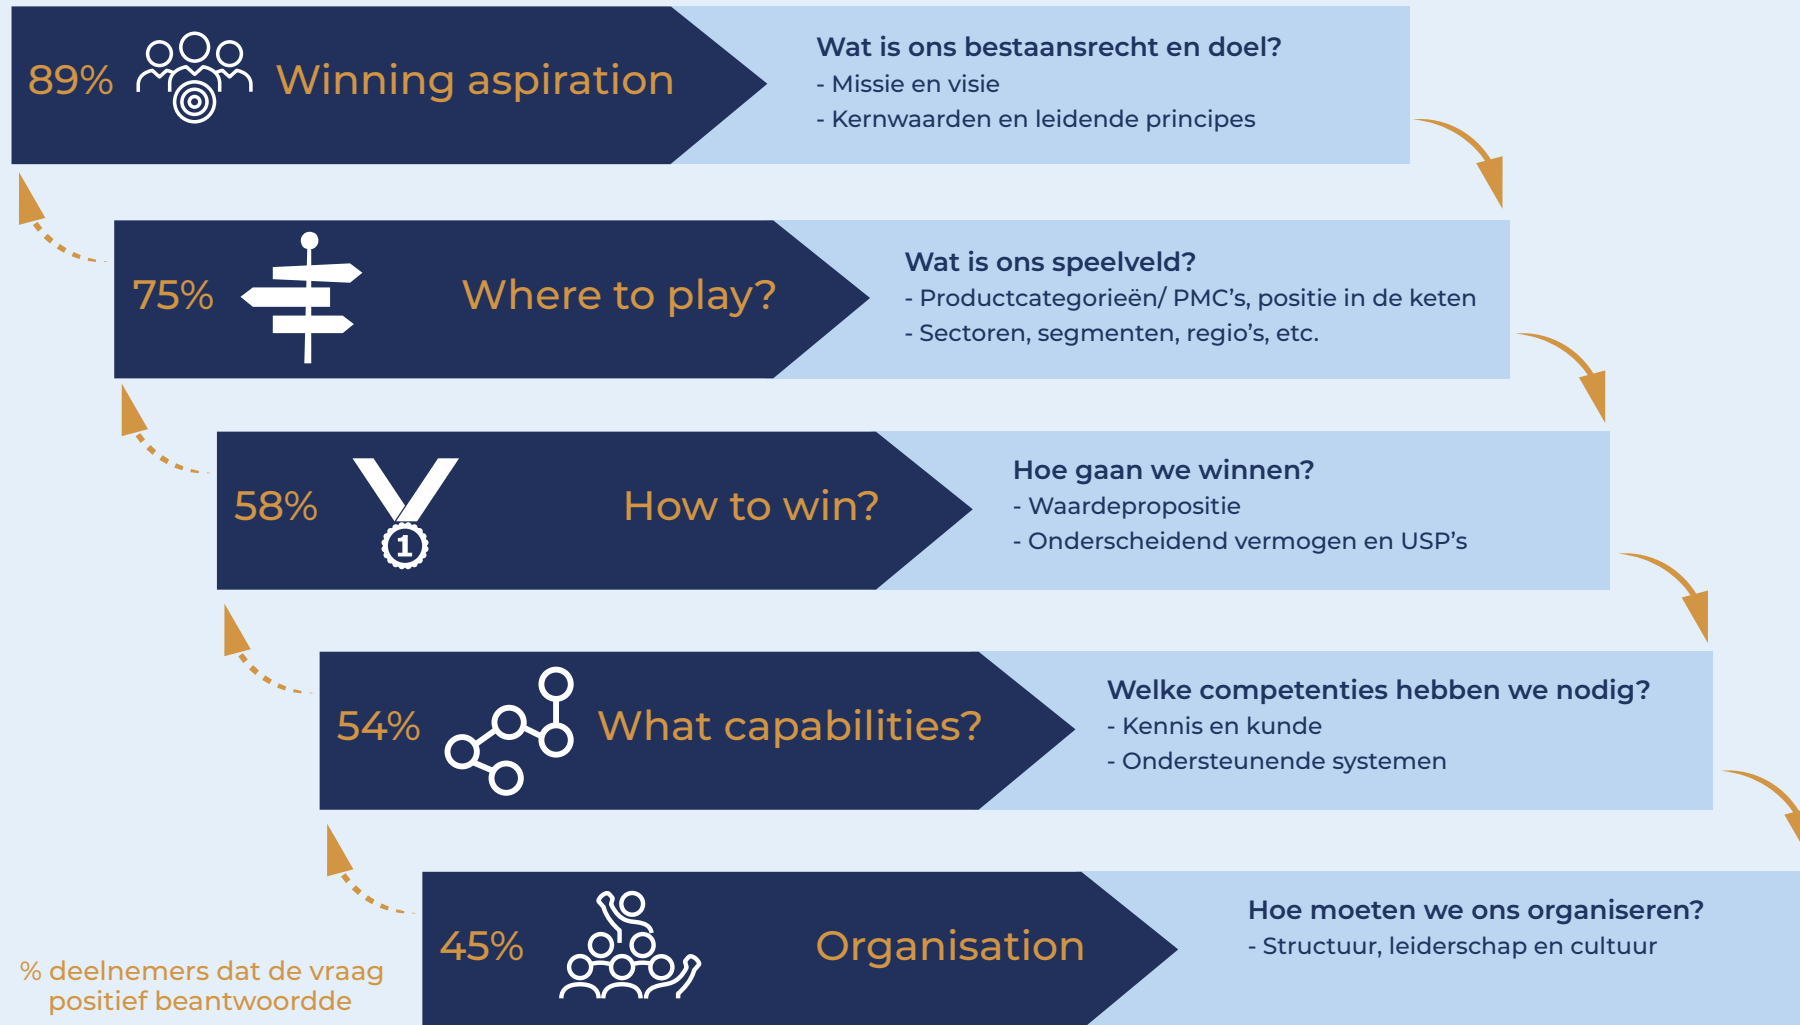 89%
Winning aspiration
Wat is ons bestaansrecht en doel?
- Missie en visie
- Kernwaarden en leidende principes
75%
Where to play?
Wat is ons speelveld?
- Productcategorieën/ PMC’s, positie in de keten
- Sectoren, segmenten, regio’s, etc.
58%
1
How to win?
Hoe gaan we winnen?
- Waardepropositie
- Onderscheidend vermogen en USP’s
54%
What capabilities?
Welke competenties hebben we nodig?
- Kennis en kunde
- Ondersteunende systemen
45%
Organisation
Hoe moeten we ons organiseren?
- Structuur, leiderschap en cultuur
% deelnemers dat de vraag
positief beantwoordde